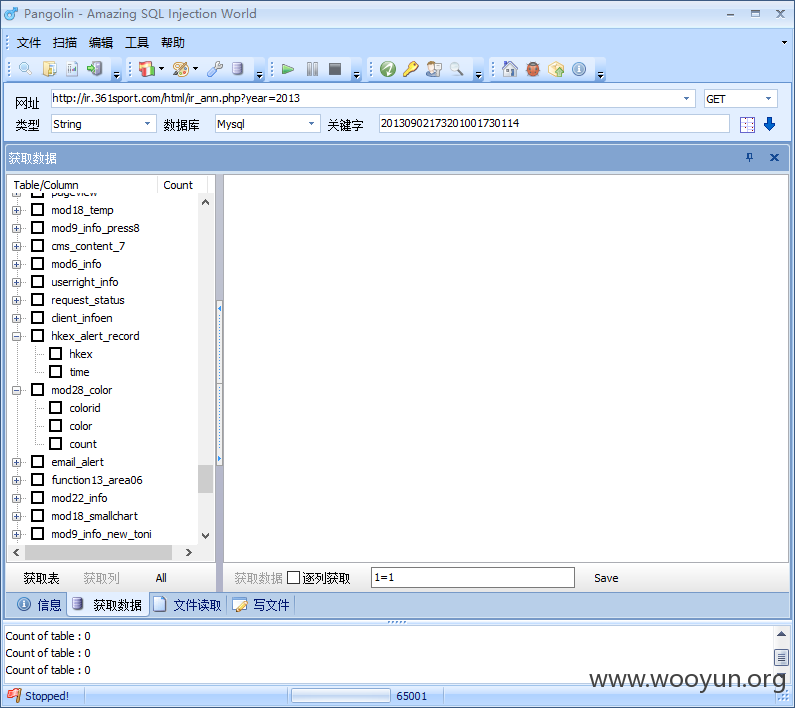 Pangolin - Amazing SQL Injection World
文件 扫描 编辑 工具 帮助
网址 http://ir.361sport.com/html/ir_ann.php?year=2013 GET
类型 String 数据库 Mysql 关键字 20130902173201001730114
获取数据
Table/Column Count
pageview
mod18_temp
mod9_info_press8
cms_content_7
mod6_info
userright_info
request_status
client_infoen
hkex_alert_record
hkex
time
mod28_color
colorid
color
count
email_alert
function13_area06
mod22_info
mod18_smallchart
mod9_info_new_toni
获取表 获取列 All 获取数据 逐列获取 1=1 Save
信息 获取数据 文件读取 写文件
Count of table : 0
Count of table : 0
Count of table : 0
www.wooyun.org
Stopped! 65001